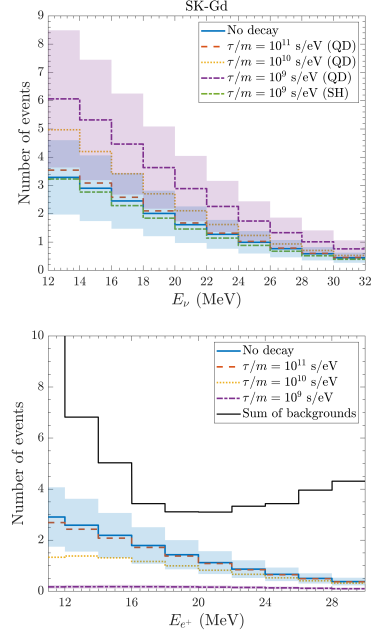 SK-Gd
9
8
7
6
5
4
3
2
1
0
Number of events
No decay
τ/m = 10¹¹ s/eV (QD)
τ/m = 10¹⁰ s/eV (QD)
τ/m = 10⁹ s/eV (QD)
τ/m = 10⁹ s/eV (SH)
12 14 16 18 20 22 24 26 28 30 32
Eν (MeV)
10
8
6
4
2
0
Number of events
No decay
τ/m = 10¹¹ s/eV
τ/m = 10¹⁰ s/eV
τ/m = 10⁹ s/eV
Sum of backgrounds
12 16 20 24 28
Ee⁺ (MeV)